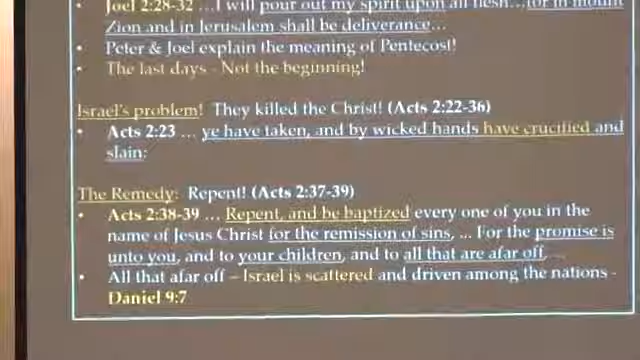 • Joel 2:28-32 …I will pour out my spirit upon all flesh…for in mount
Zion and in Jerusalem shall be deliverance…
• Peter & Joel explain the meaning of Pentecost!
• The last days - Not the beginning!
Israel's problem! They killed the Christ! (Acts 2:22-36)
• Acts 2:23 … ye have taken, and by wicked hands have crucified and
slain:
The Remedy: Repent! (Acts 2:37-39)
• Acts 2:38-39 … Repent, and be baptized every one of you in the
name of Jesus Christ for the remission of sins, ... For the promise is
unto you, and to your children, and to all that are afar off …
• All that afar off – Israel is scattered and driven among the nations -
Daniel 9:7